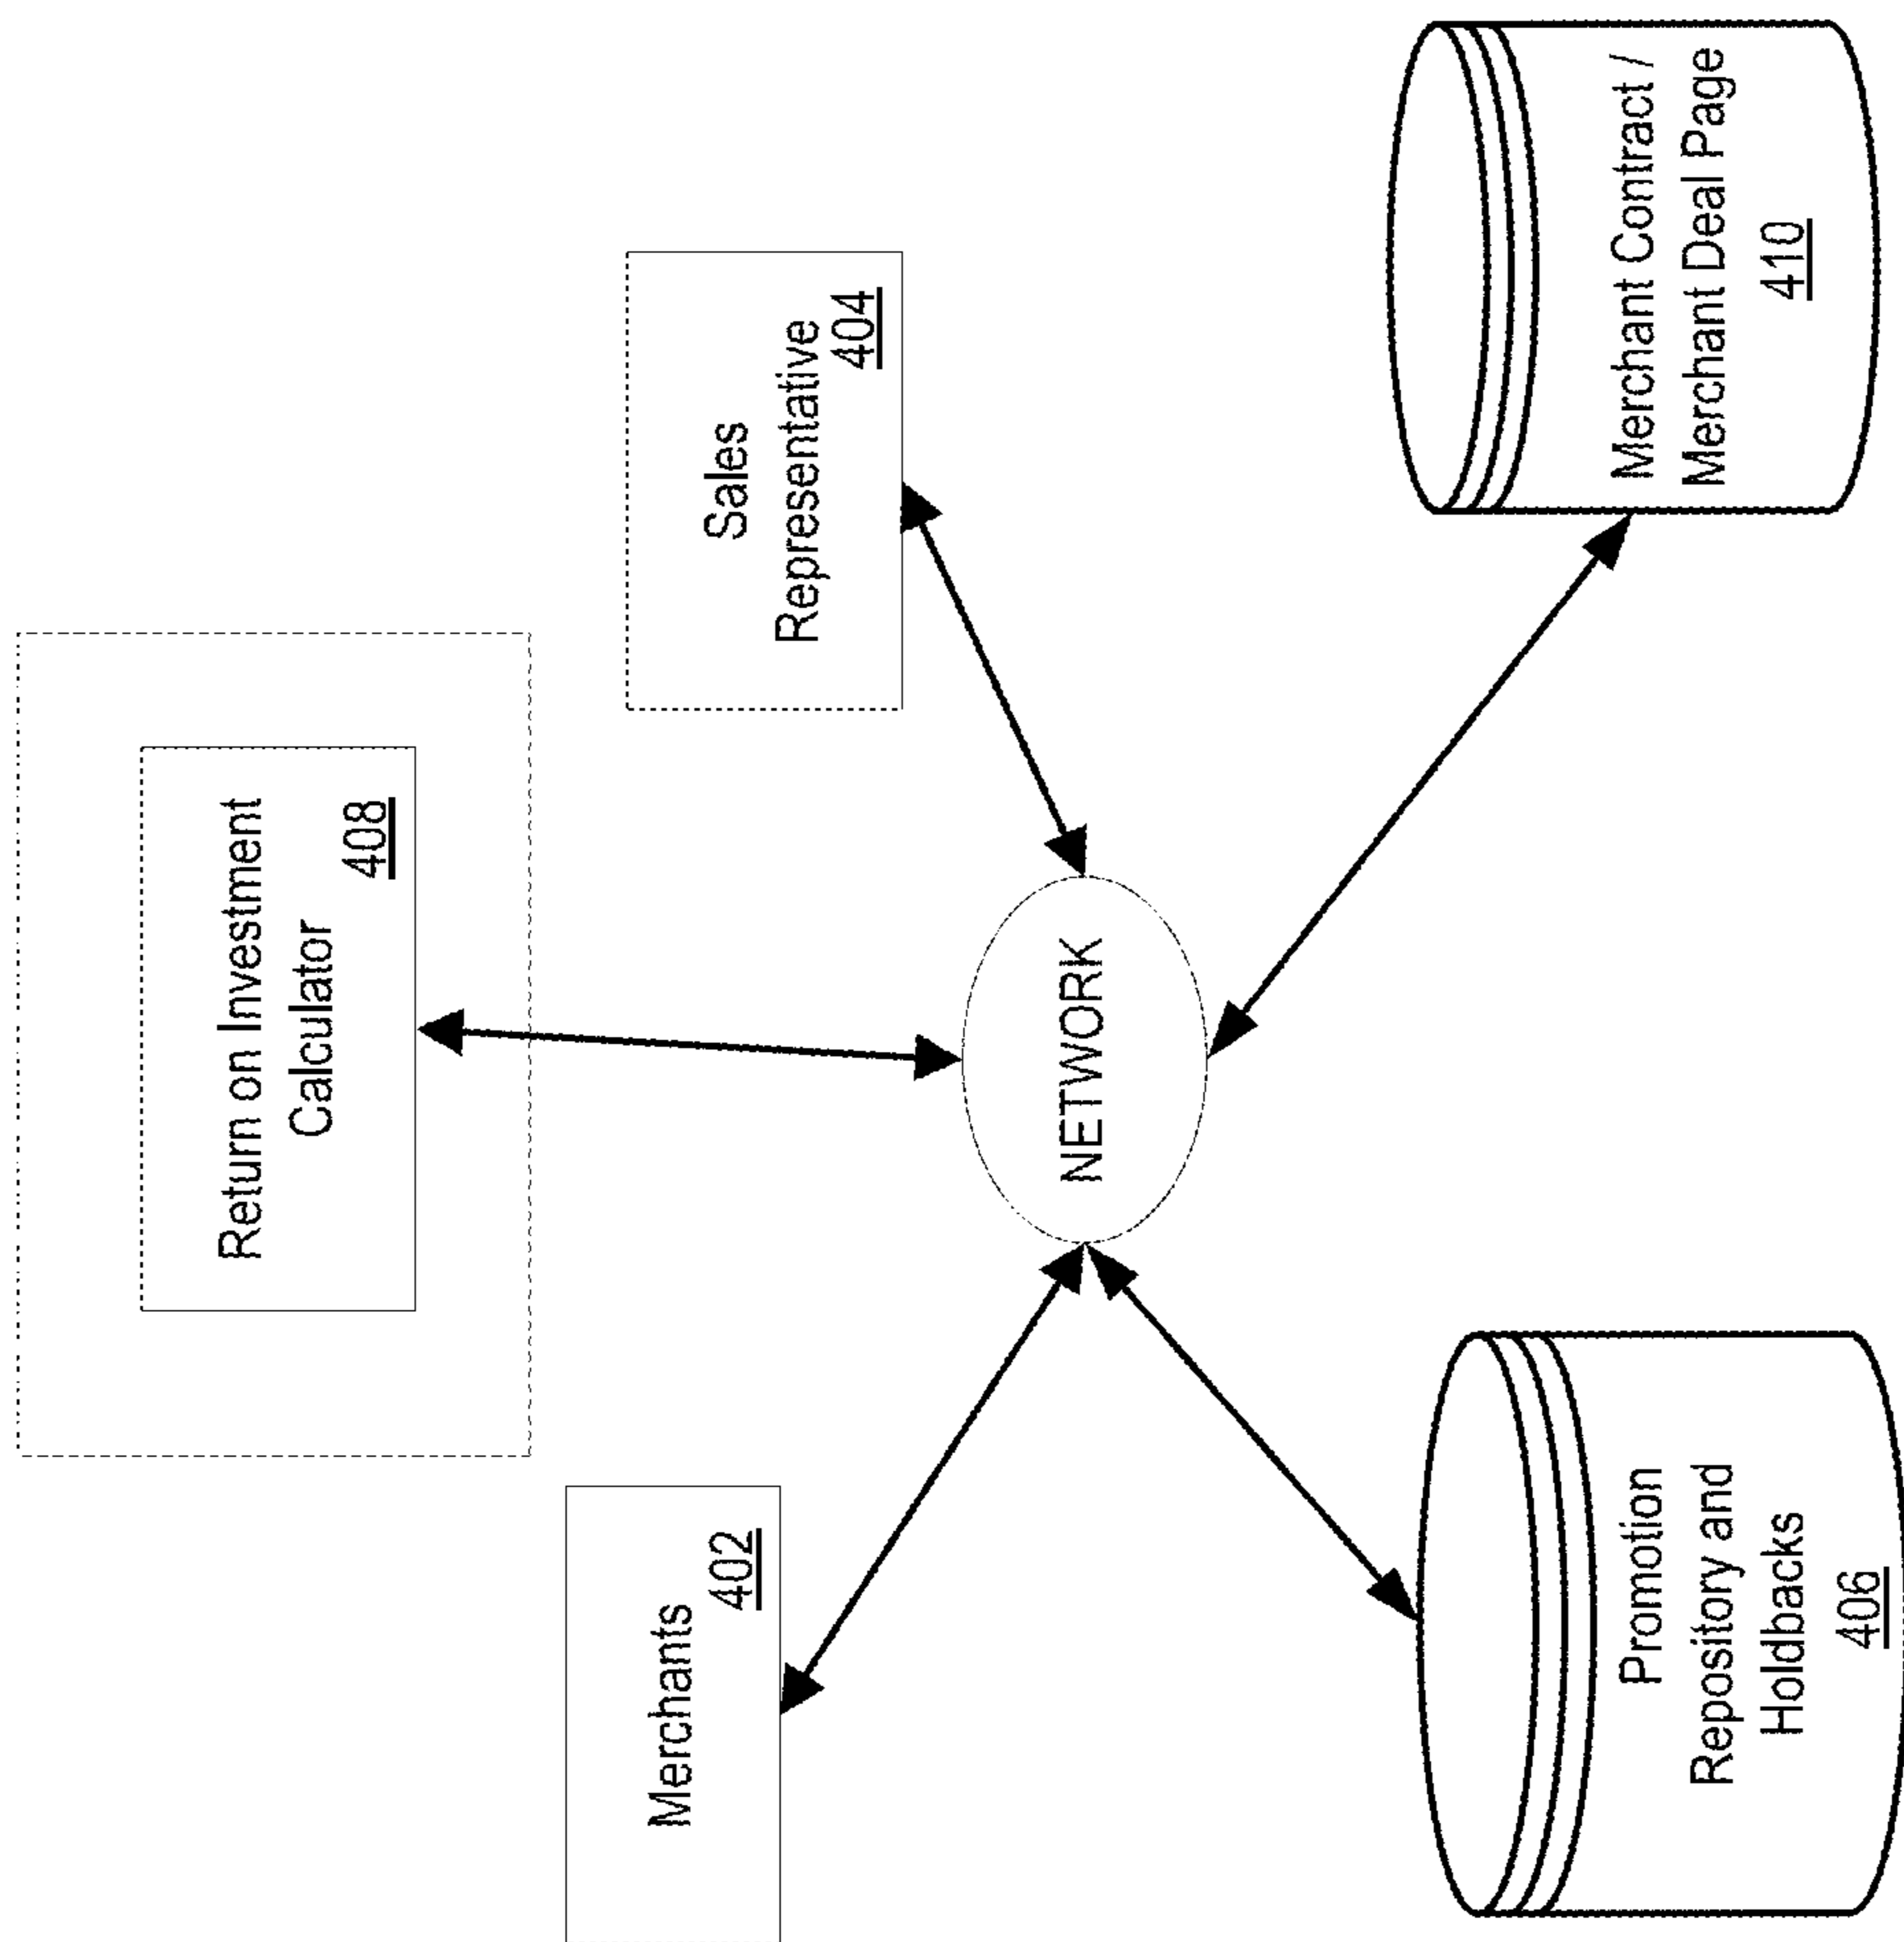 Return on Investment
Calculator
408
Merchants
402
Sales
Representative
404
NETWORK
Promotion
Repository and
Holdbacks
406
Merchant Contract /
Merchant Deal Page
410